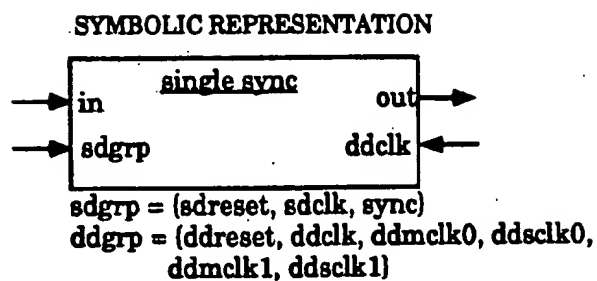 SYMBOLIC REPRESENTATION
single sync
in out
sdgrp ddclk
sdgrp = {sdreset, sdclk, sync}
ddgrp = {ddreset, ddclk, ddmclk0, ddsclk0,
ddmclk1, ddsclk1}